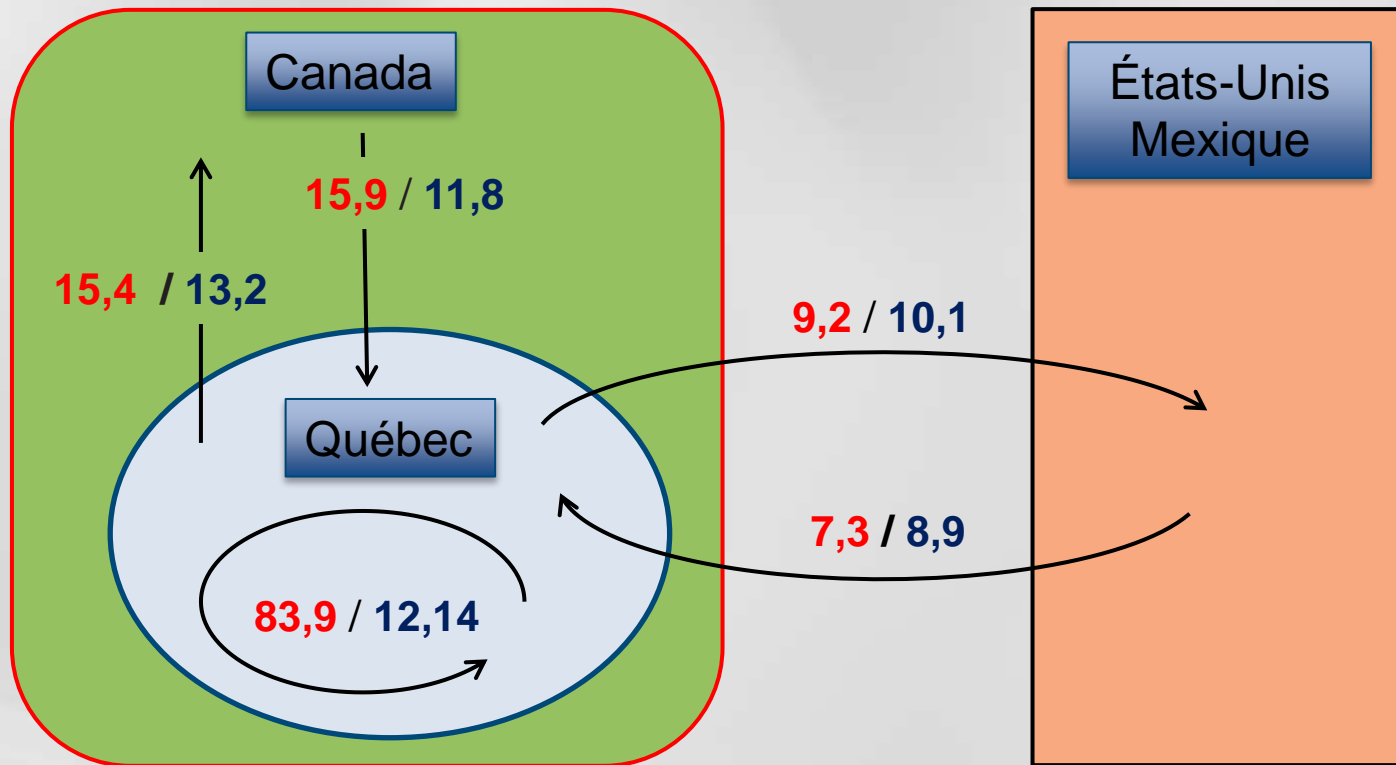 Canada
États-Unis
Mexique
15,9 / 11,8
15,4 / 13,2
9,2 / 10,1
Québec
7,3 / 8,9
83,9 / 12,14